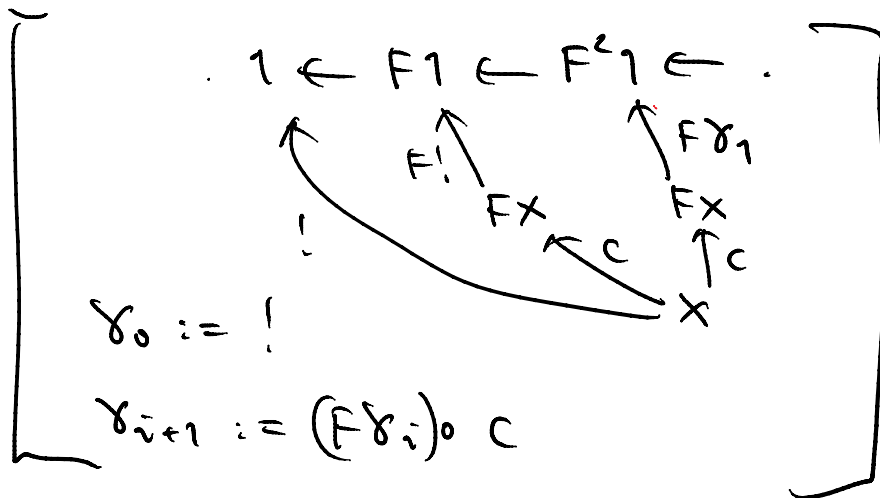 1 ← F1 ← F²1 ← .
F! Fγ₁
FX FX
! c c
X
γ₀ := !
γᵢ₊₁ := (Fγᵢ)∘ c